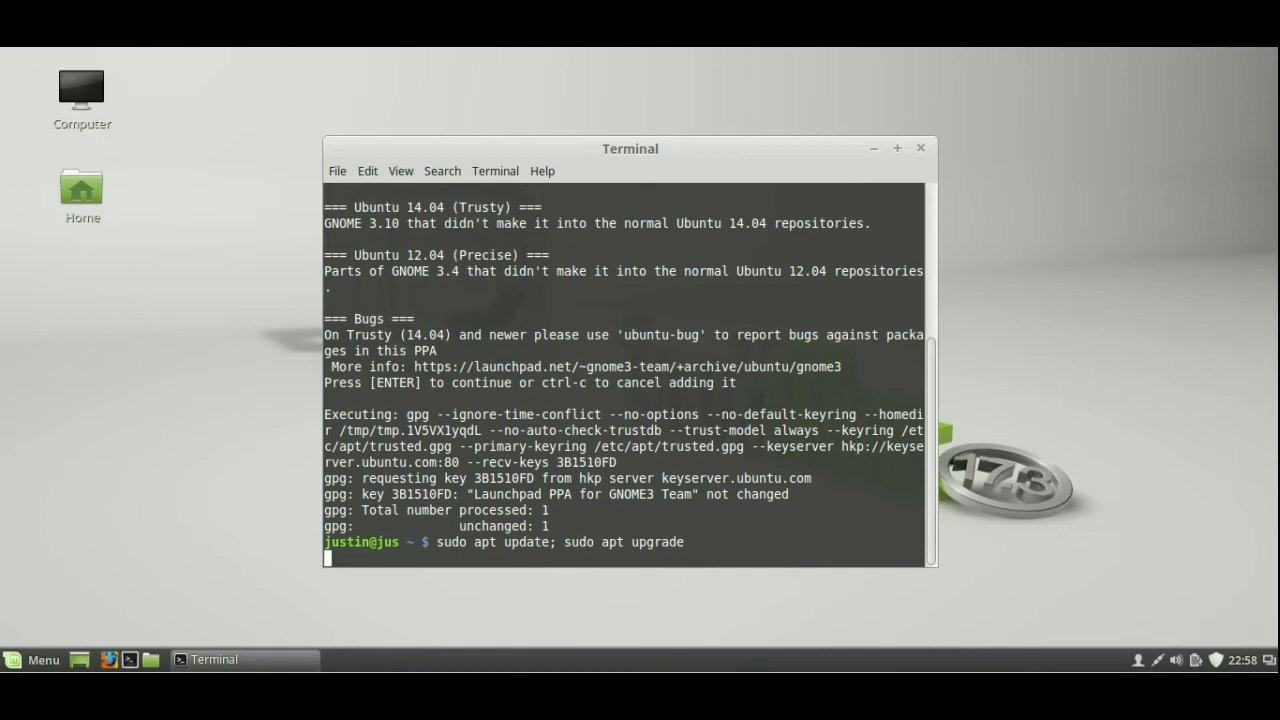 Computer
Home
Terminal
File Edit View Search Terminal Help
=== Ubuntu 14.04 (Trusty) ===
GNOME 3.10 that didn't make it into the normal Ubuntu 14.04 repositories.
=== Ubuntu 12.04 (Precise) ===
Parts of GNOME 3.4 that didn't make it into the normal Ubuntu 12.04 repositories
.
=== Bugs ===
On Trusty (14.04) and newer please use 'ubuntu-bug' to report bugs against packa
ges in this PPA
 More info: https://launchpad.net/~gnome3-team/+archive/ubuntu/gnome3
Press [ENTER] to continue or ctrl-c to cancel adding it
Executing: gpg --ignore-time-conflict --no-options --no-default-keyring --homedi
r /tmp/tmp.1V5VX1yqdL --no-auto-check-trustdb --trust-model always --keyring /et
c/apt/trusted.gpg --primary-keyring /etc/apt/trusted.gpg --keyserver hkp://keyse
rver.ubuntu.com:80 --recv-keys 3B1510FD
gpg: requesting key 3B1510FD from hkp server keyserver.ubuntu.com
gpg: key 3B1510FD: "Launchpad PPA for GNOME3 Team" not changed
gpg: Total number processed: 1
gpg:              unchanged: 1
justin@jus ~ $ sudo apt update; sudo apt upgrade
17.3
Menu
Terminal
22:58